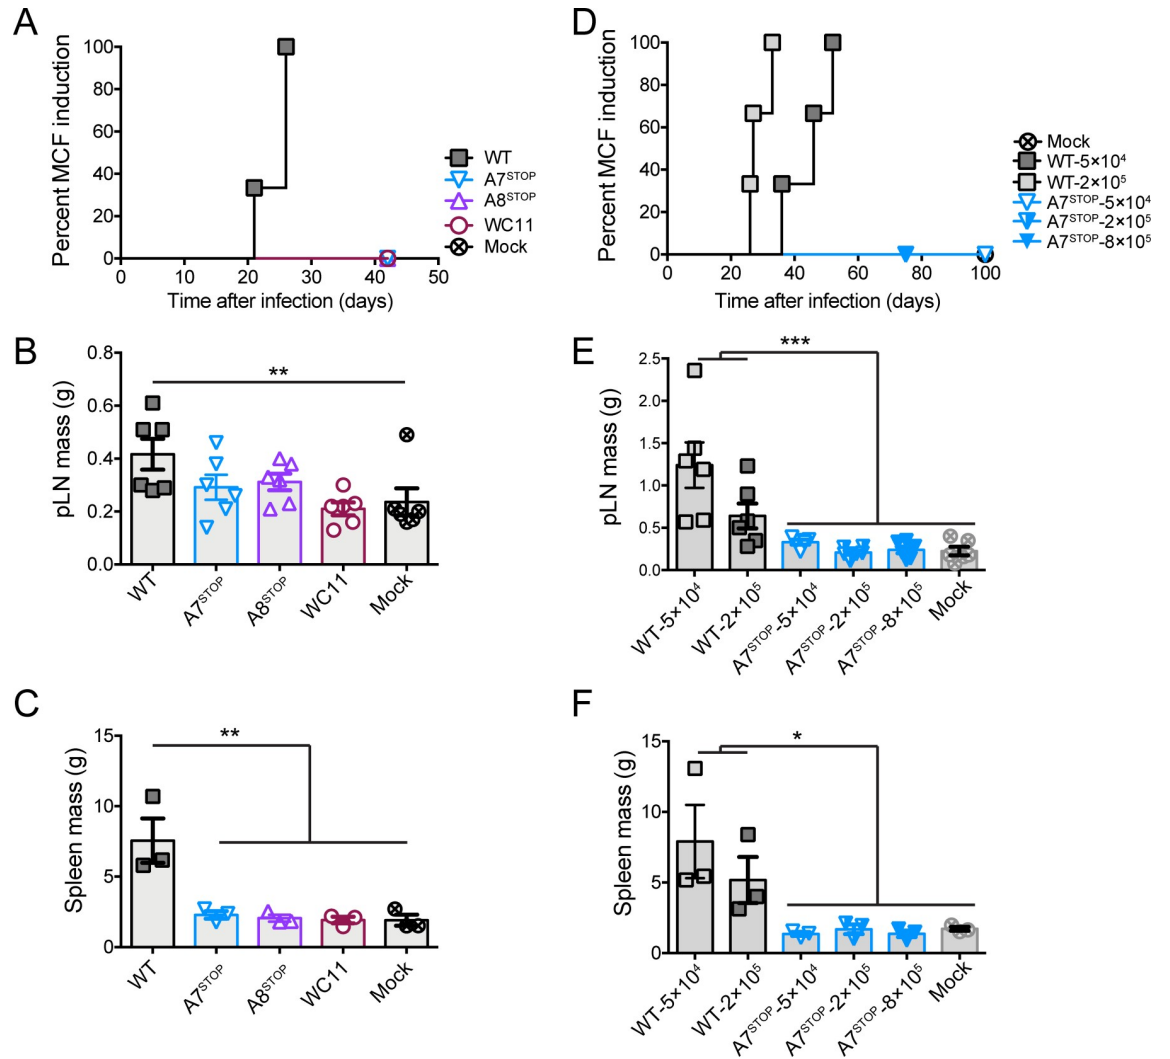 A
Percent MCF induction
100
80
60
40
20
0
0 10 20 30 40 50
Time after infection (days)
WT
A7STOP
A8STOP
WC11
Mock
D
Percent MCF induction
100
80
60
40
20
0
0 20 40 60 80 100
Time after infection (days)
Mock
WT-5×10⁴
WT-2×10⁵
A7STOP-5×10⁴
A7STOP-2×10⁵
A7STOP-8×10⁵
B
pLN mass (g)
0.8
0.6
0.4
0.2
0.0
**
WT
A7STOP
A8STOP
WC11
Mock
E
pLN mass (g)
2.5
2.0
1.5
1.0
0.5
0.0
***
WT-5×10⁴
WT-2×10⁵
A7STOP-5×10⁴
A7STOP-2×10⁵
A7STOP-8×10⁵
Mock
C
Spleen mass (g)
15
10
5
0
**
WT
A7STOP
A8STOP
WC11
Mock
F
Spleen mass (g)
15
10
5
0
*
WT-5×10⁴
WT-2×10⁵
A7STOP-5×10⁴
A7STOP-2×10⁵
A7STOP-8×10⁵
Mock